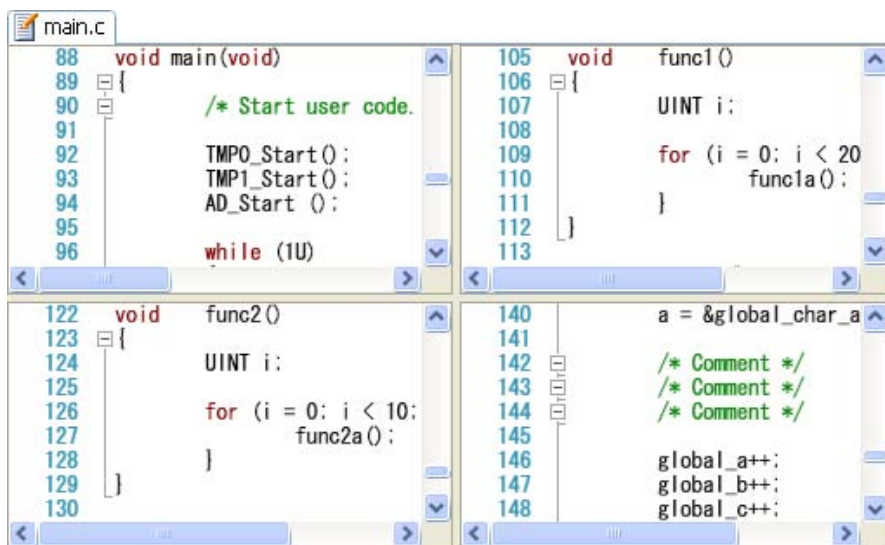 main.c
88 void main(void)
89 {
90 /* Start user code.
91
92 TMP0_Start();
93 TMP1_Start();
94 AD_Start ();
95
96 while (1U)
105 void func1()
106 {
107 UINT i;
108
109 for (i = 0; i < 20
110 func1a();
111 }
112 }
113
122 void func2()
123 {
124 UINT i;
125
126 for (i = 0; i < 10;
127 func2a();
128 }
129 }
130
140 a = &global_char_a
141
142 /* Comment */
143 /* Comment */
144 /* Comment */
145
146 global_a++;
147 global_b++;
148 global_c++;